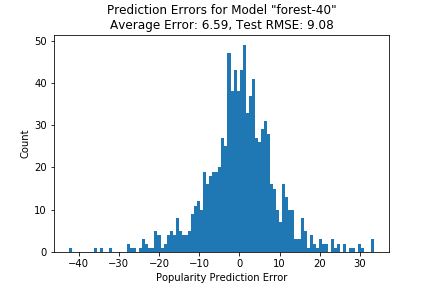 Prediction Errors for Model "forest-40"
Average Error: 6.59, Test RMSE: 9.08
50
40
30
20
10
0
Count
−40 −30 −20 −10 0 10 20 30
Popularity Prediction Error